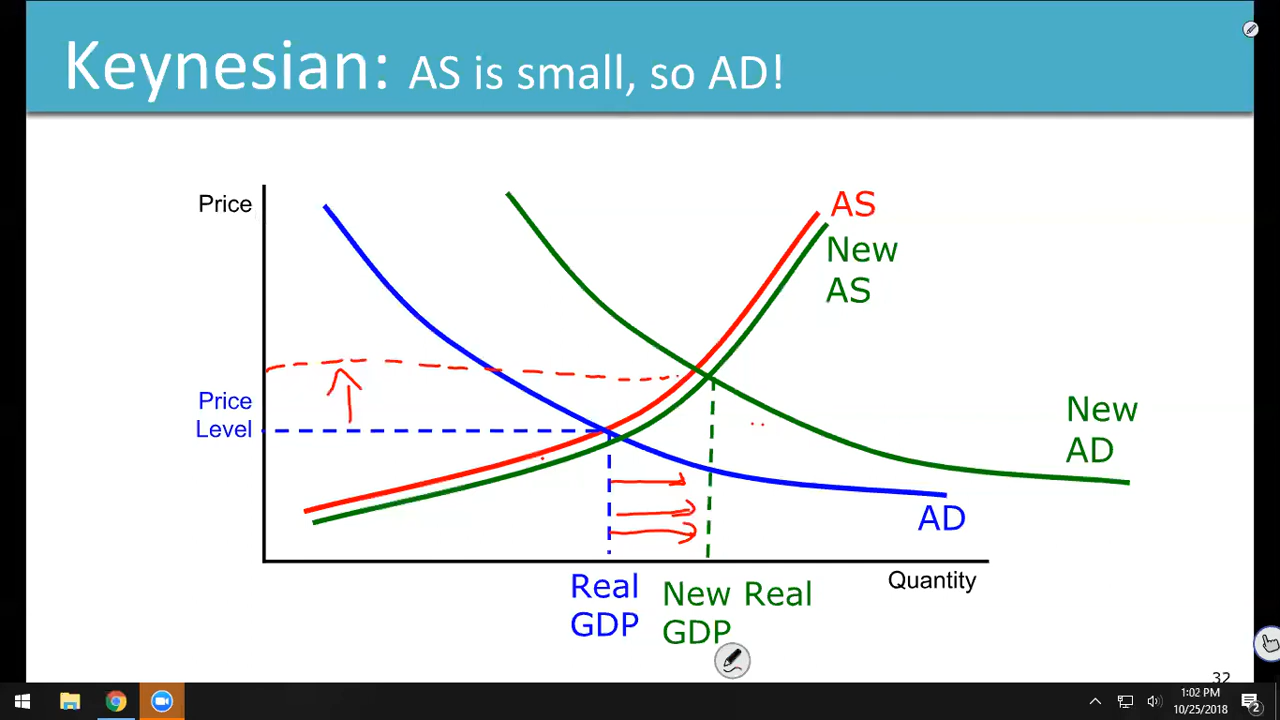 Keynesian: AS is small, so AD!
Price
AS
New
AS
Price
Level
New
AD
AD
Quantity
Real
GDP
New Real
GDP
32
1:02 PM
10/25/2018
2